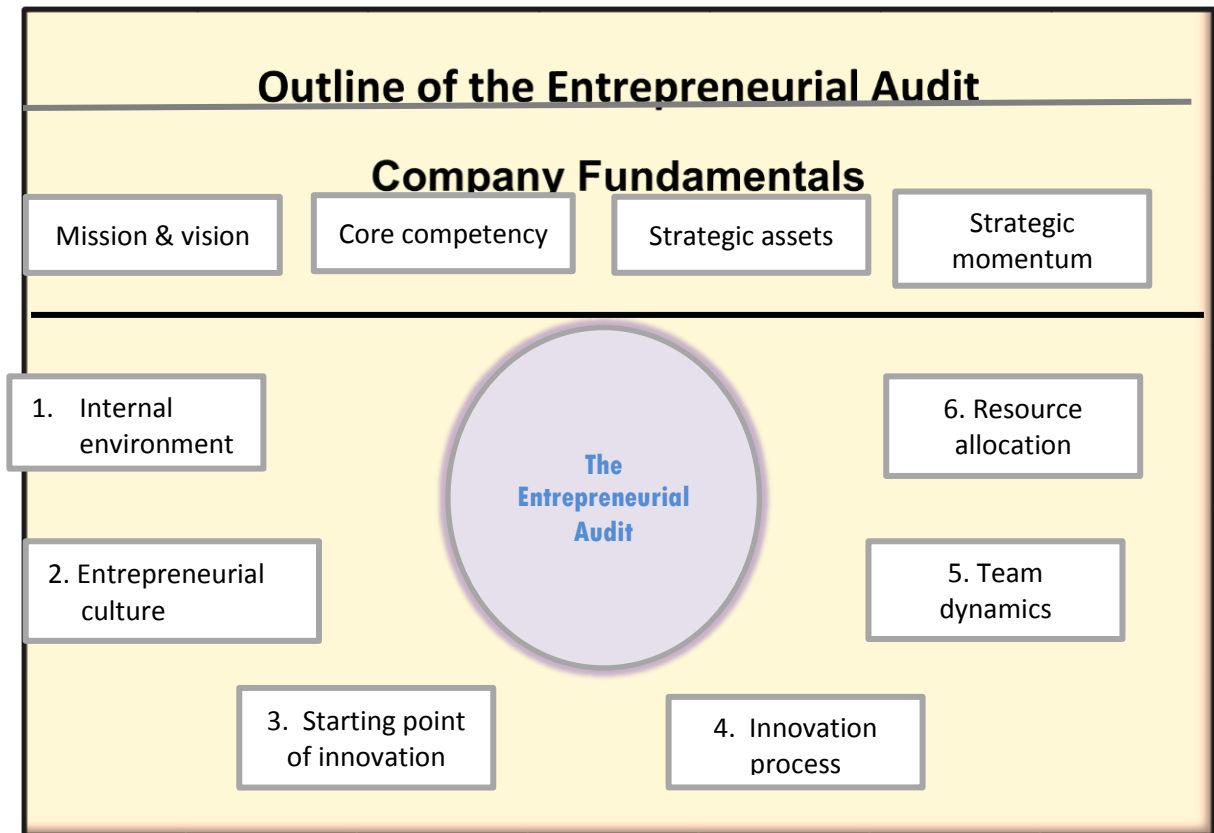 Outline of the Entrepreneurial Audit
Company Fundamentals
Mission & vision
Core competency
Strategic assets
Strategic
momentum
1. Internal
environment
2. Entrepreneurial
culture
3. Starting point
of innovation
4. Innovation
process
5. Team
dynamics
6. Resource
allocation
The
Entrepreneurial
Audit